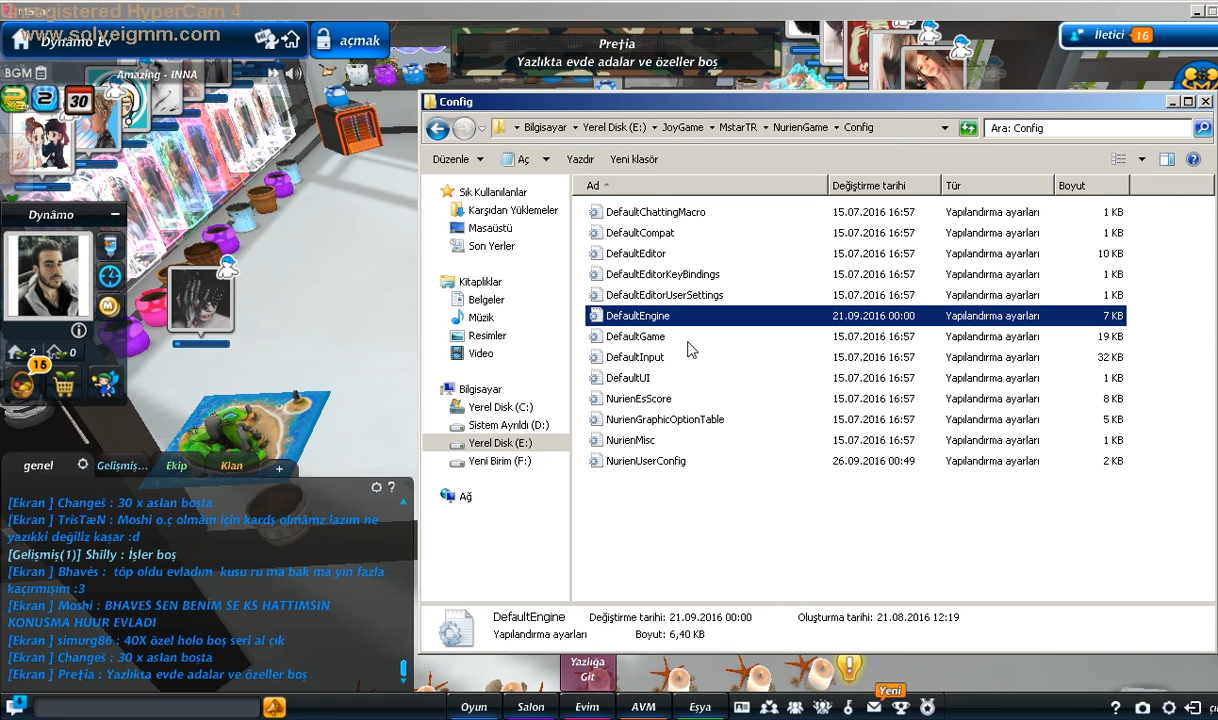 Unregistered HyperCam 4
www.solveigmm.com
MStar
Dynâmo Ev
açmak
Pre†ia
Yazlıkta evde adalar ve özeller boş
İletici 16
BGM
Amazing - INNA
2
30
Config
Bilgisayar
Yerel Disk (E:)
JoyGame
MstarTR
NurienGame
Config
Ara: Config
Düzenle
Aç
Yazdır
Yeni klasör
Sık Kullanılanlar
Karşıdan Yüklemeler
Masaüstü
Son Yerler
Kitaplıklar
Belgeler
Müzik
Resimler
Video
Bilgisayar
Yerel Disk (C:)
Sistem Ayrıldı (D:)
Yerel Disk (E:)
Yeni Birim (F:)
Ağ
Ad Değiştirme tarihi Tür Boyut
DefaultChattingMacro 15.07.2016 16:57 Yapılandırma ayarları 1 KB
DefaultCompat 15.07.2016 16:57 Yapılandırma ayarları 1 KB
DefaultEditor 15.07.2016 16:57 Yapılandırma ayarları 10 KB
DefaultEditorKeyBindings 15.07.2016 16:57 Yapılandırma ayarları 1 KB
DefaultEditorUserSettings 15.07.2016 16:57 Yapılandırma ayarları 1 KB
DefaultEngine 21.09.2016 00:00 Yapılandırma ayarları 7 KB
DefaultGame 15.07.2016 16:57 Yapılandırma ayarları 19 KB
DefaultInput 15.07.2016 16:57 Yapılandırma ayarları 32 KB
DefaultUI 15.07.2016 16:57 Yapılandırma ayarları 1 KB
NurienEsScore 15.07.2016 16:57 Yapılandırma ayarları 8 KB
NurienGraphicOptionTable 15.07.2016 16:57 Yapılandırma ayarları 5 KB
NurienMisc 15.07.2016 16:57 Yapılandırma ayarları 1 KB
NurienUserConfig 26.09.2016 00:49 Yapılandırma ayarları 2 KB
DefaultEngine Değiştirme tarihi: 21.09.2016 00:00 Oluşturma tarihi: 21.08.2016 12:19
Yapılandırma ayarları Boyut: 6,40 KB
Dynâmo
2 0
15
genel
Gelişmiş...
Ekip
Klan
+
[Ekran ] Changeš : 30 x aslan boşta
[Ekran ] TrisTæN : Moshi o.ç olmam için kardş olmâmz lazım ne
yazıkki değiliz kaşar :d
[Gelişmiş(1)] Shilly : İşler boş
[Ekran ] Bhavés : töp oldu evladım kusu ru ma bak ma yın fazla
kaçırmışım :3
[Ekran ] Moshi : BHAVES SEN BENİM SE KS HATTIMSIN
KONUSMA HUUR EVLADI
[Ekran ] simurg86 : 40X özel holo boş seri al çık
[Ekran ] Changeš : 30 x aslan boşta
[Ekran ] Pre†ia : Yazlıkta evde adalar ve özeller boş
Yazlığa
Git
Yeni
Oyun
Salon
Evim
AVM
Eşya
?